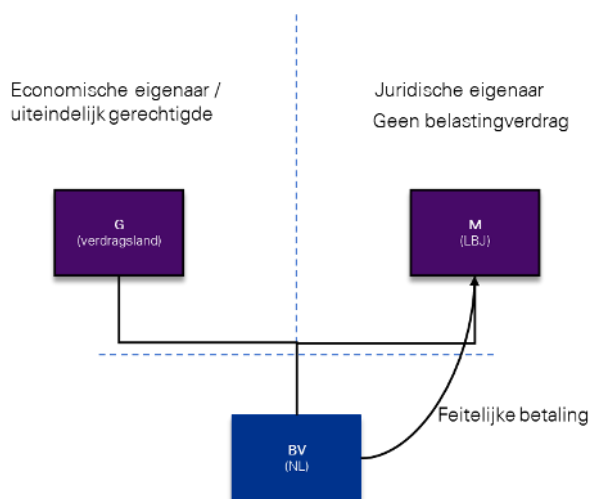 Economische eigenaar /
uiteindelijk gerechtigde
Juridische eigenaar
Geen belastingverdrag
G
(verdragsland)
M
(LBJ)
Feitelijke betaling
BV
(NL)